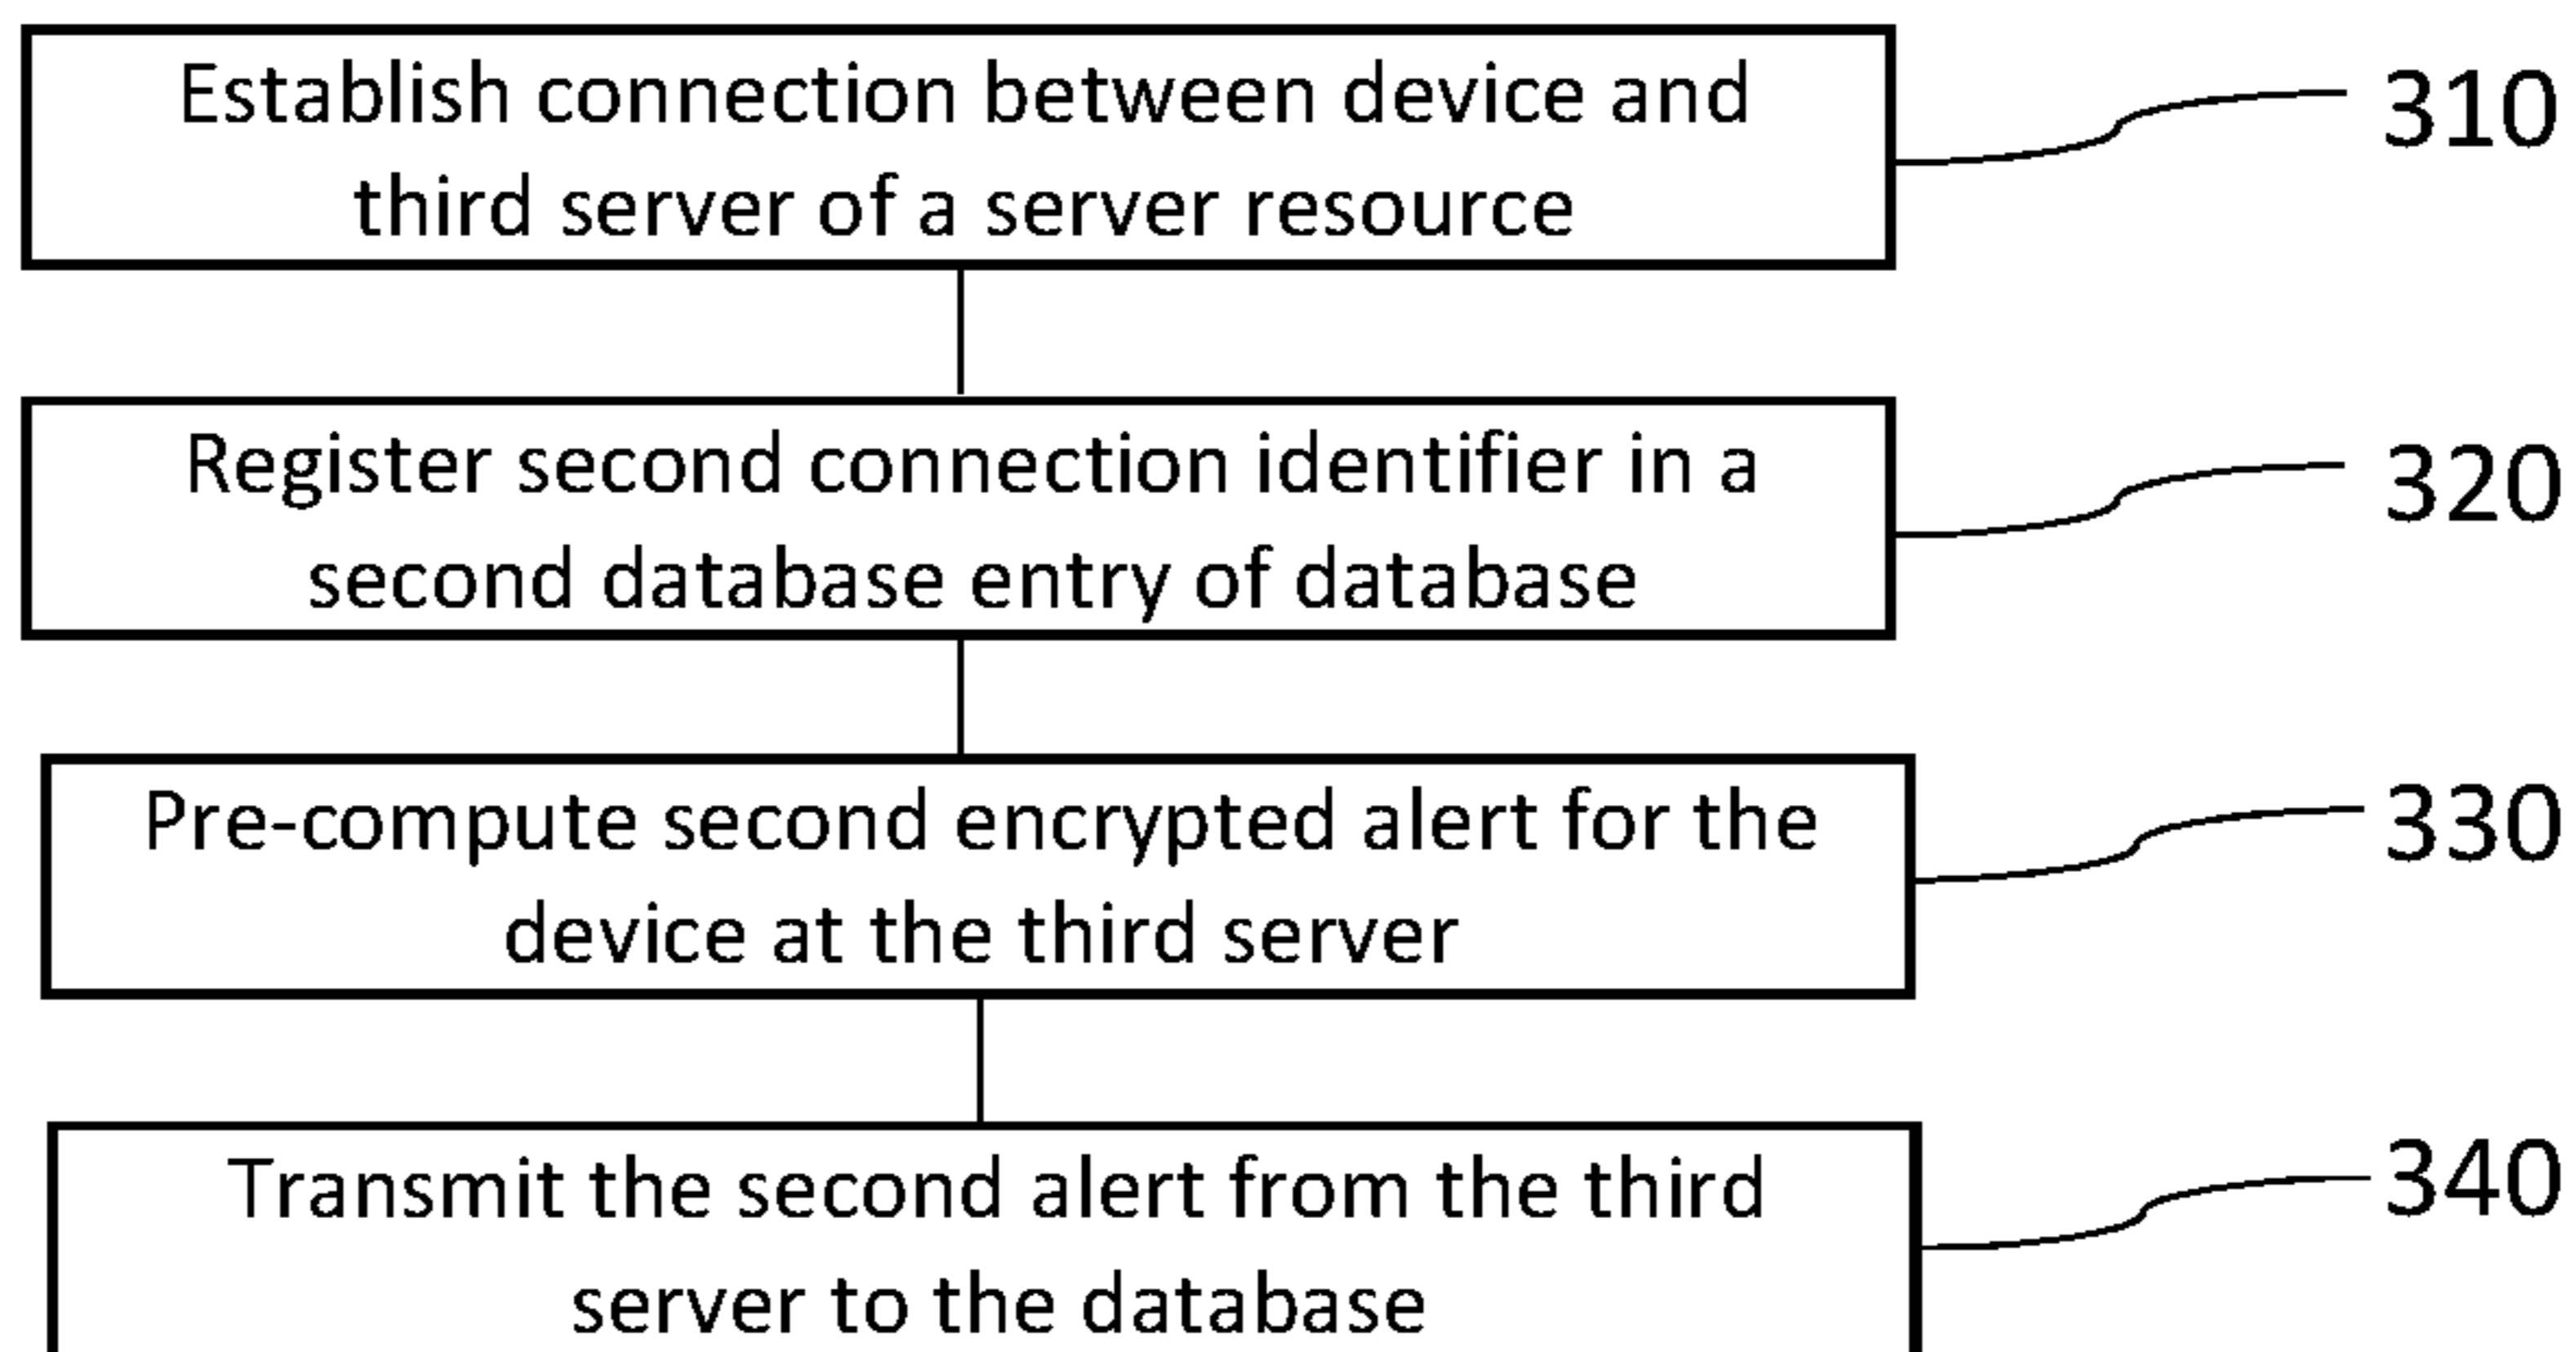 Establish connection between device and
third server of a server resource
310
Register second connection identifier in a
second database entry of database
320
Pre-compute second encrypted alert for the
device at the third server
330
Transmit the second alert from the third
server to the database
340